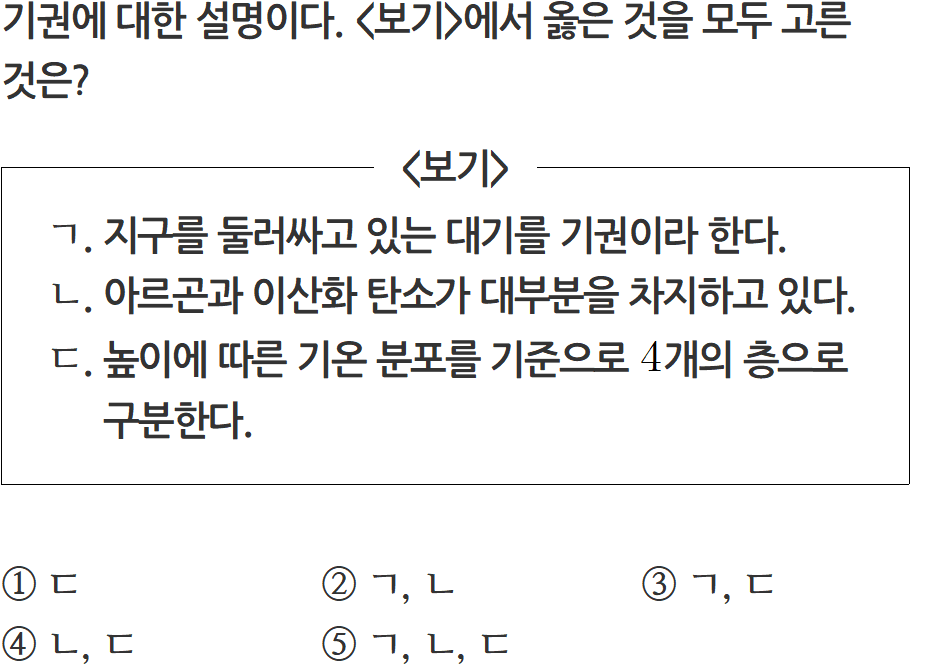 기권에 대한 설명이다. <보기>에서 옳은 것을 모두 고른
것은?
<보기>
ㄱ. 지구를 둘러싸고 있는 대기를 기권이라 한다.
ㄴ. 아르곤과 이산화 탄소가 대부분을 차지하고 있다.
ㄷ. 높이에 따른 기온 분포를 기준으로 4개의 층으로
구분한다.
① ㄷ ② ㄱ, ㄴ ③ ㄱ, ㄷ
④ ㄴ, ㄷ ⑤ ㄱ, ㄴ, ㄷ